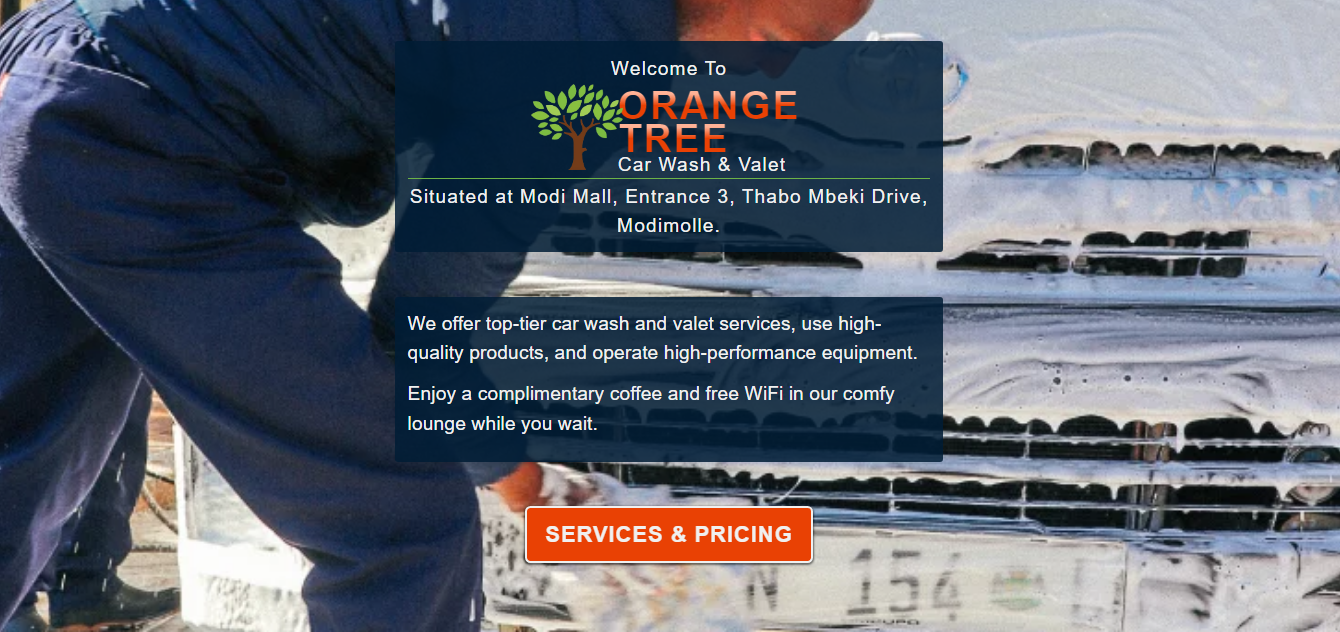 Welcome To
ORANGE
TREE
Car Wash & Valet
Situated at Modi Mall, Entrance 3, Thabo Mbeki Drive,
Modimolle.
We offer top-tier car wash and valet services, use high-
quality products, and operate high-performance equipment.
Enjoy a complimentary coffee and free WiFi in our comfy
lounge while you wait.
SERVICES & PRICING
N 154